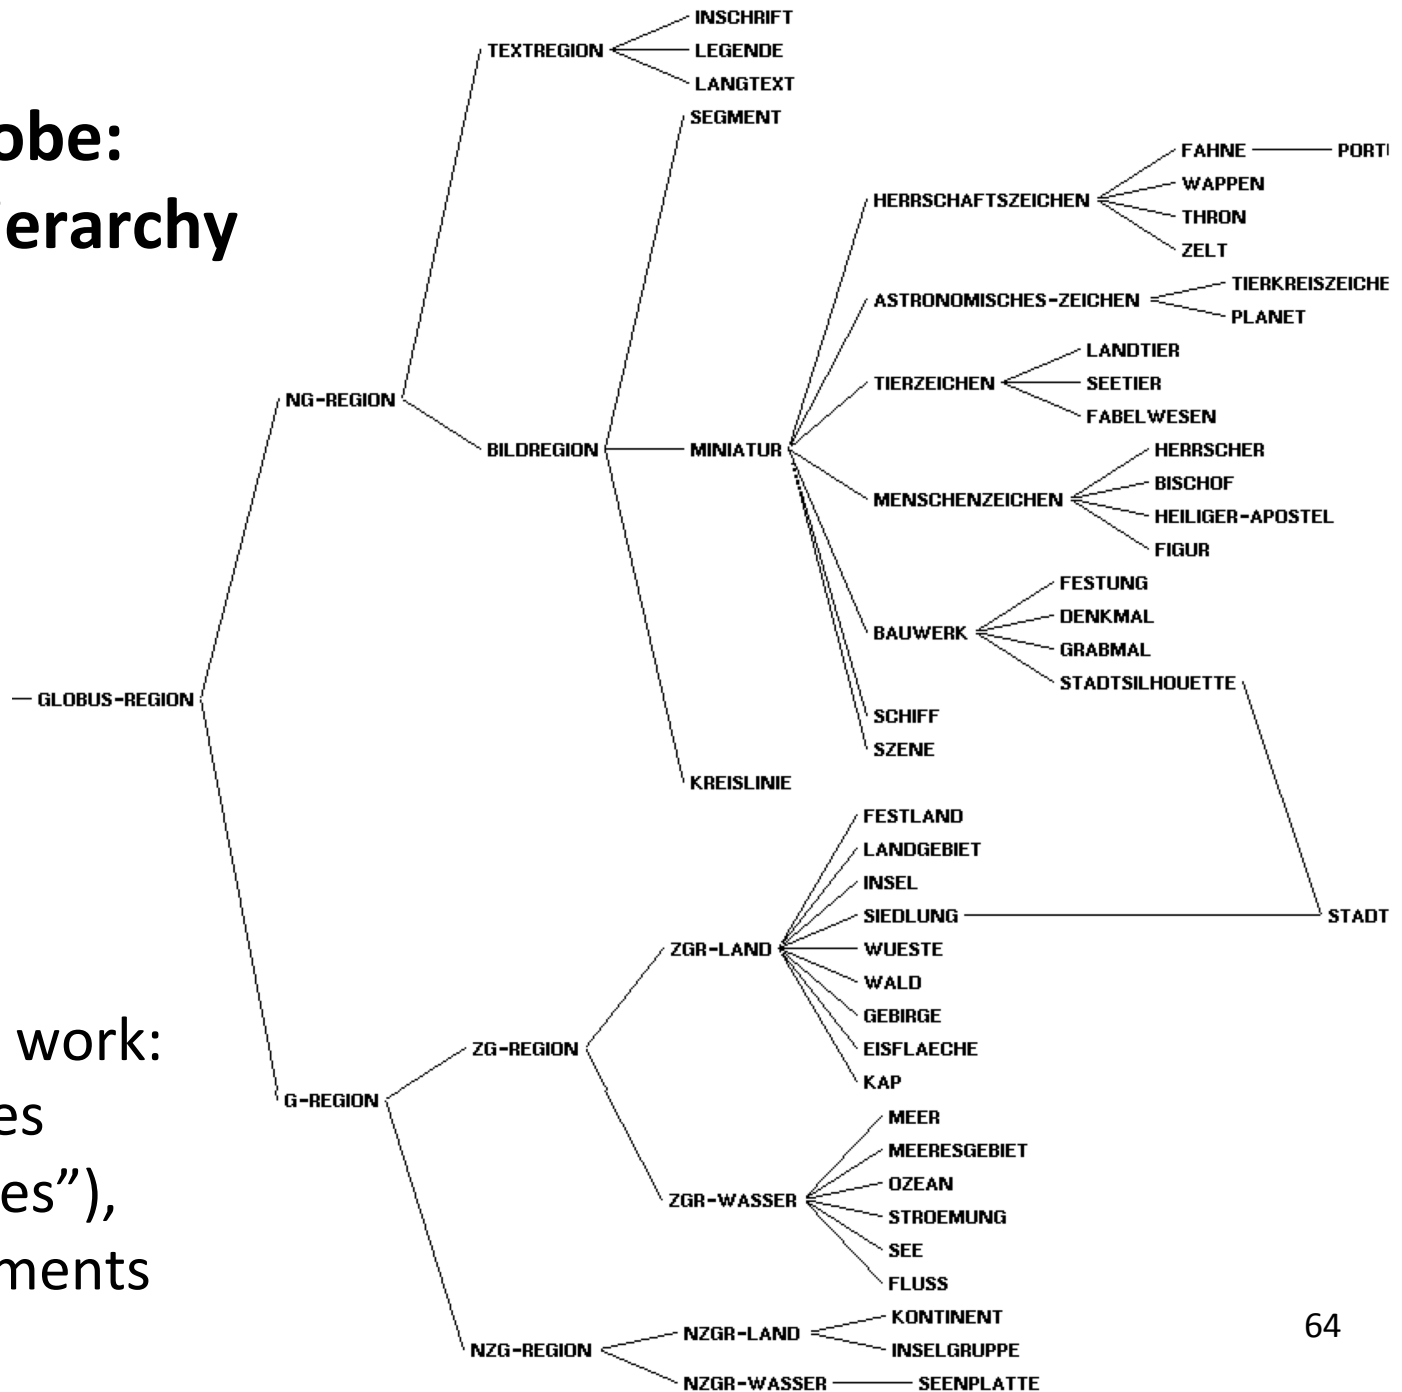 obe:
ierarchy
INSCHRIFT
TEXTREGION
LEGENDE
LANGTEXT
SEGMENT
FAHNE
WAPPEN
HERRSCHAFTSZEICHEN
THRON
ZELT
TIERKREISZEICHE
ASTRONOMISCHES-ZEICHEN
PLANET
LANDTIER
TIERZEICHEN
SEETIER
FABELWESEN
NG-REGION
BILDREGION
MINIATUR
HERRSCHER
BISCHOF
MENSCHENZEICHEN
HEILIGER-APOSTEL
FIGUR
FESTUNG
DENKMAL
BAUWERK
GRABMAL
STADTSILHOUETTE
GLOBUS-REGION
SCHIFF
SZENE
KREISLINIE
FESTLAND
LANDGEBIET
INSEL
SIEDLUNG
STADT
ZGR-LAND
WUESTE
WALD
GEBIRGE
ZG-REGION
EISFLAECHE
KAP
work:
es
es”),
ments
G-REGION
MEER
MEERESGEBIET
OZEAN
ZGR-WASSER
STROEMUNG
SEE
FLUSS
KONTINENT
NZGR-LAND
NZG-REGION
INSELGRUPPE
NZGR-WASSER
SEENPLATTE
64